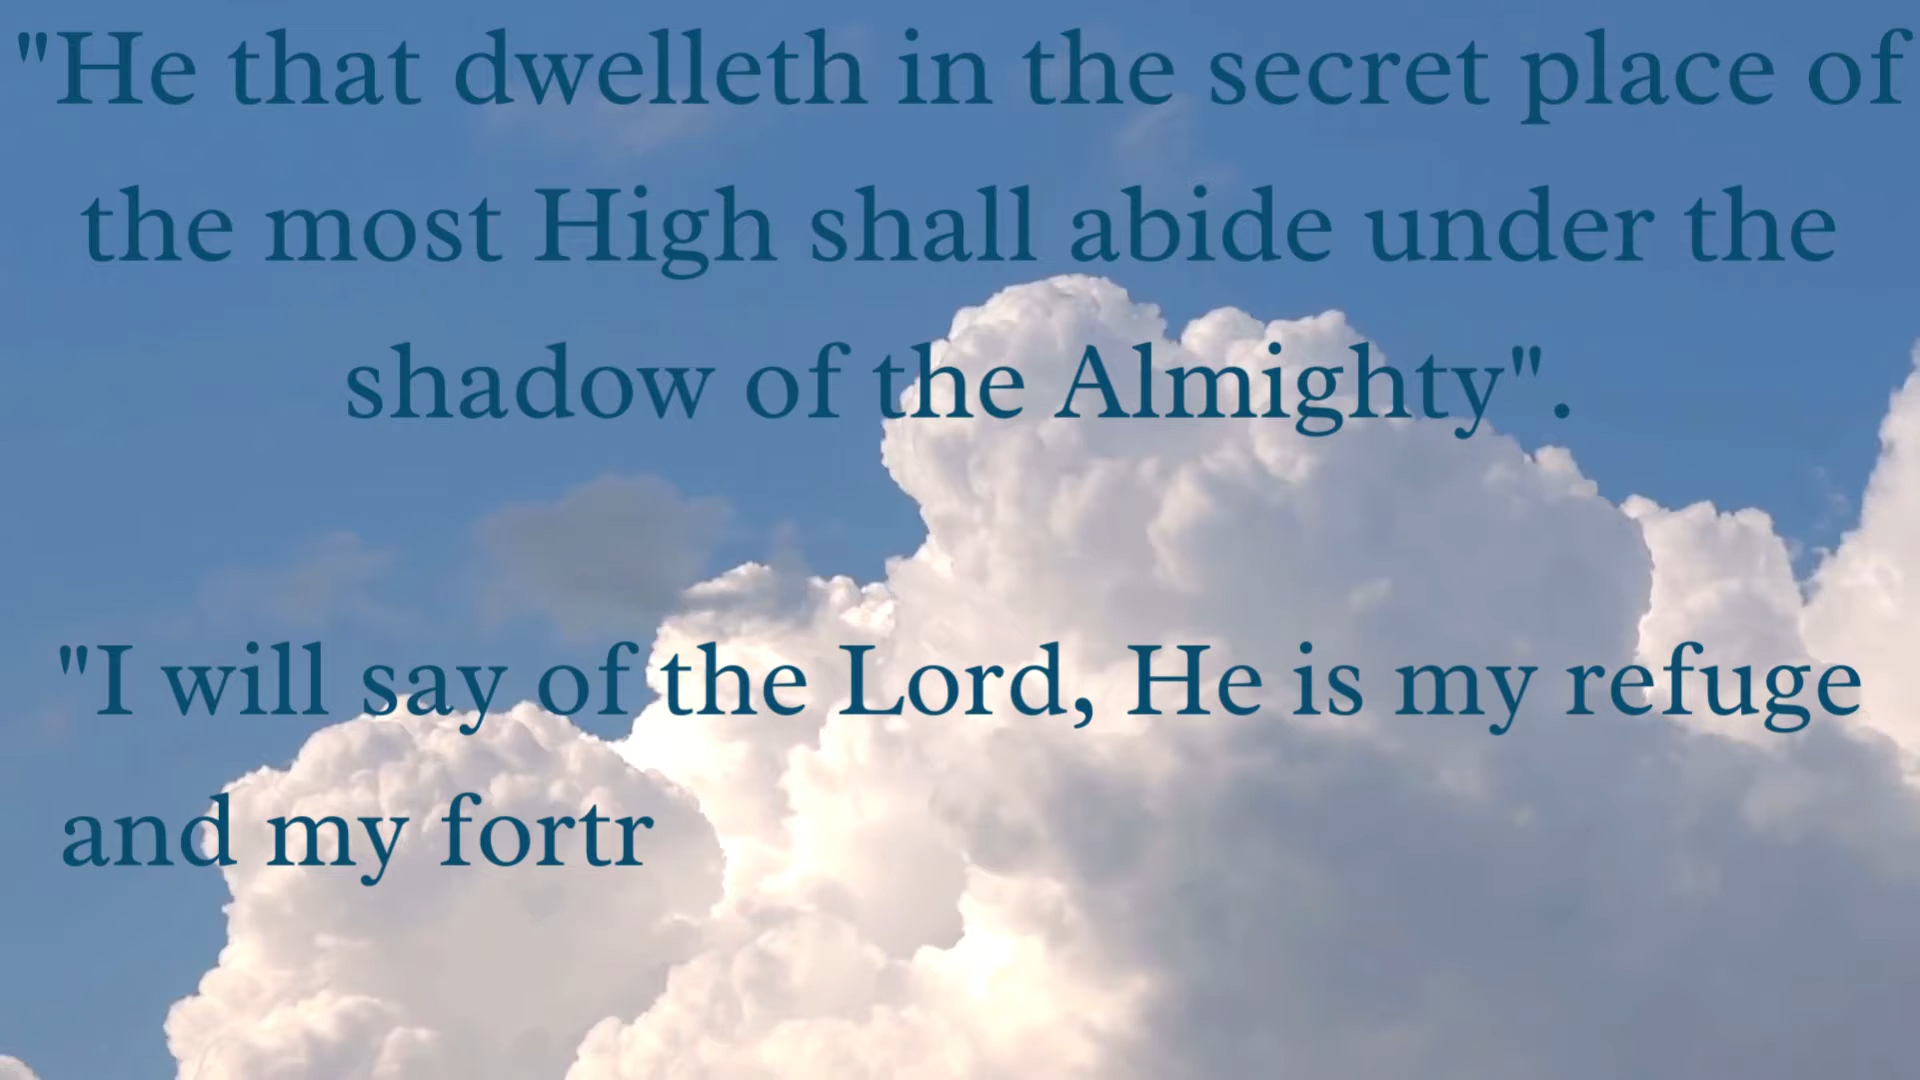 "He that dwelleth in the secret place of
the most High shall abide under the
shadow of the Almighty".
"I will say of the Lord, He is my refuge
and my fortr